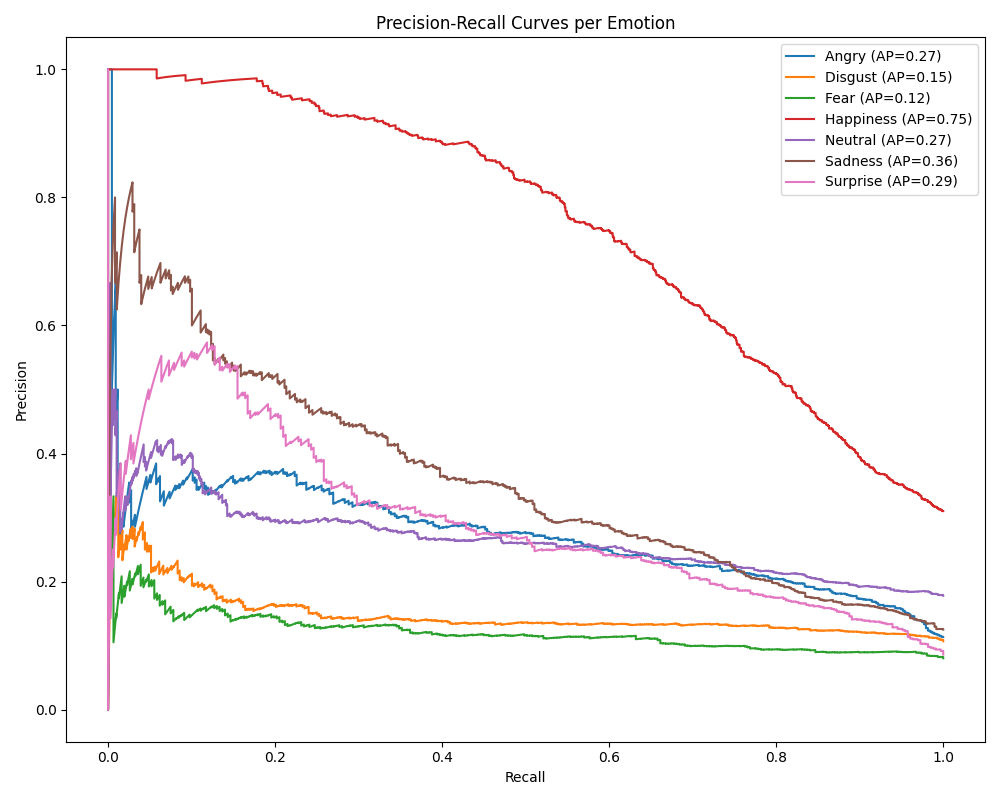 Precision-Recall Curves per Emotion
Angry (AP=0.27)
Disgust (AP=0.15)
Fear (AP=0.12)
Happiness (AP=0.75)
Neutral (AP=0.27)
Sadness (AP=0.36)
Surprise (AP=0.29)
Precision
1.0
0.8
0.6
0.4
0.2
0.0
0.0 0.2 0.4 0.6 0.8 1.0
Recall